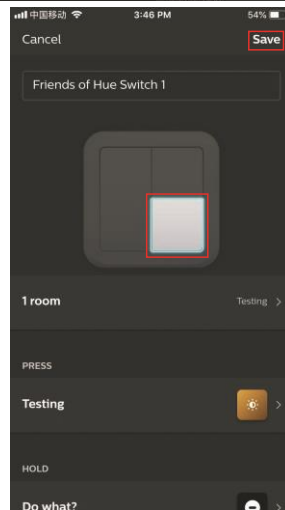 中国移动 3:46 PM 54%
Cancel Save
Friends of Hue Switch 1
1 room Testing >
PRESS
Testing >
HOLD
Do what? >